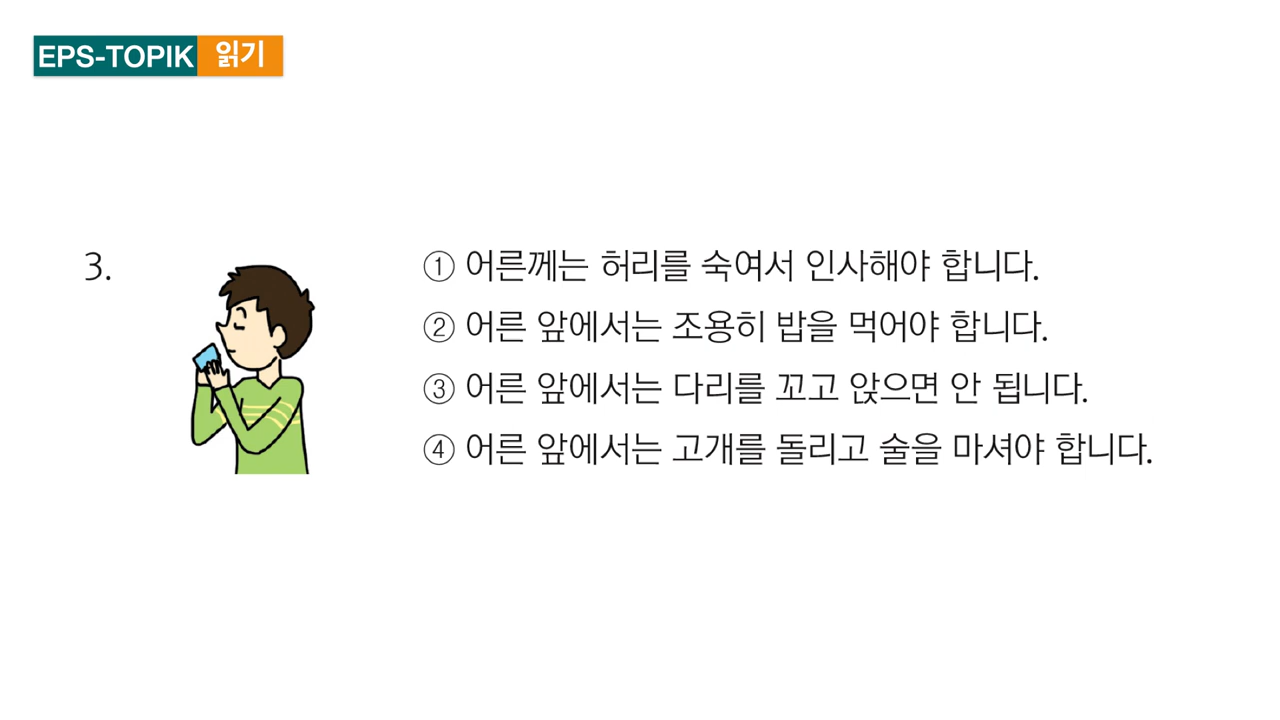 EPS-TOPIK 읽기
3.
① 어른께는 허리를 숙여서 인사해야 합니다.
② 어른 앞에서는 조용히 밥을 먹어야 합니다.
③ 어른 앞에서는 다리를 꼬고 앉으면 안 됩니다.
④ 어른 앞에서는 고개를 돌리고 술을 마셔야 합니다.